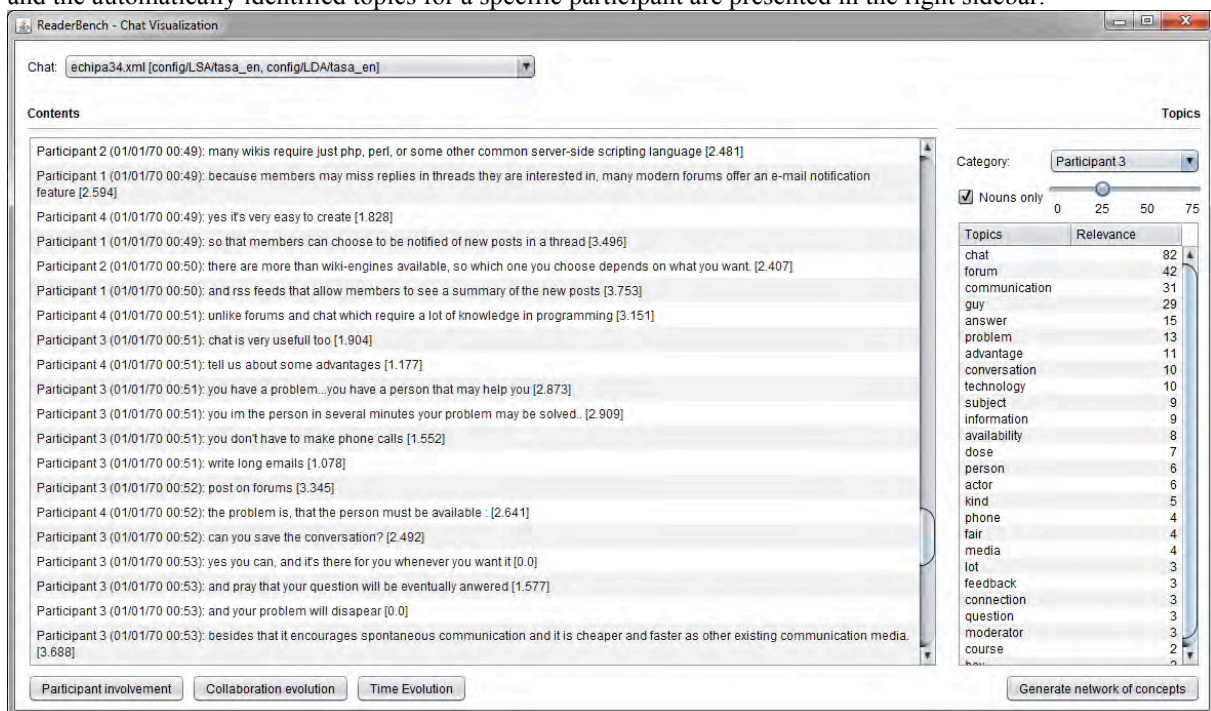 and the automatically identified topics for a specific participant are presented in the right sidebar.
ReaderBench - Chat Visualization
Chat: echipa34.xml [config/LSA/tasa_en, config/LDA/tasa_en]
Contents
Participant 2 (01/01/70 00:49): many wikis require just php, perl, or some other common server-side scripting language [2.481]
Participant 1 (01/01/70 00:49): because members may miss replies in threads they are interested in, many modern forums offer an e-mail notification
feature [2.594]
Participant 4 (01/01/70 00:49): yes it's very easy to create [1.828]
Participant 1 (01/01/70 00:49): so that members can choose to be notified of new posts in a thread [3.496]
Participant 2 (01/01/70 00:50): there are more than wiki-engines available, so which one you choose depends on what you want. [2.407]
Participant 1 (01/01/70 00:50): and rss feeds that allow members to see a summary of the new posts [3.753]
Participant 4 (01/01/70 00:51): unlike forums and chat which require a lot of knowledge in programming [3.151]
Participant 3 (01/01/70 00:51): chat is very usefull too [1.904]
Participant 4 (01/01/70 00:51): tell us about some advantages [1.177]
Participant 3 (01/01/70 00:51): you have a problem...you have a person that may help you [2.873]
Participant 3 (01/01/70 00:51): you im the person in several minutes your problem may be solved.. [2.909]
Participant 3 (01/01/70 00:51): you don't have to make phone calls [1.552]
Participant 3 (01/01/70 00:51): write long emails [1.078]
Participant 3 (01/01/70 00:52): post on forums [3.345]
Participant 4 (01/01/70 00:52): the problem is, that the person must be available : [2.641]
Participant 3 (01/01/70 00:52): can you save the conversation? [2.492]
Participant 3 (01/01/70 00:53): yes you can, and it's there for you whenever you want it [0.0]
Participant 3 (01/01/70 00:53): and pray that your question will be eventually anwered [1.577]
Participant 3 (01/01/70 00:53): and your problem will disapear [0.0]
Participant 3 (01/01/70 00:53): besides that it encourages spontaneous communication and it is cheaper and faster as other existing communication media.
[3.688]
Participant involvement Collaboration evolution Time Evolution
Topics
Category: Participant 3
Nouns only
0 25 50 75
Topics Relevance
chat 82
forum 42
communication 31
guy 29
answer 15
problem 13
advantage 11
conversation 10
technology 10
subject 9
information 9
availability 8
dose 7
person 6
actor 6
kind 5
phone 4
fair 4
media 4
lot 3
feedback 3
connection 3
question 3
moderator 3
course 2
Generate network of concepts